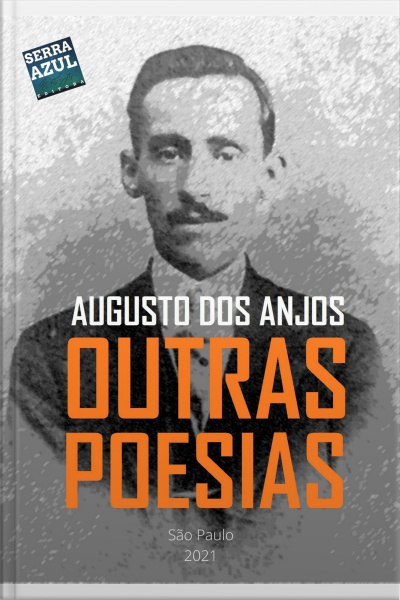 SERRA
AZUL
EDITORA
AUGUSTO DOS ANJOS
OUTRAS
POESIAS
São Paulo
2021